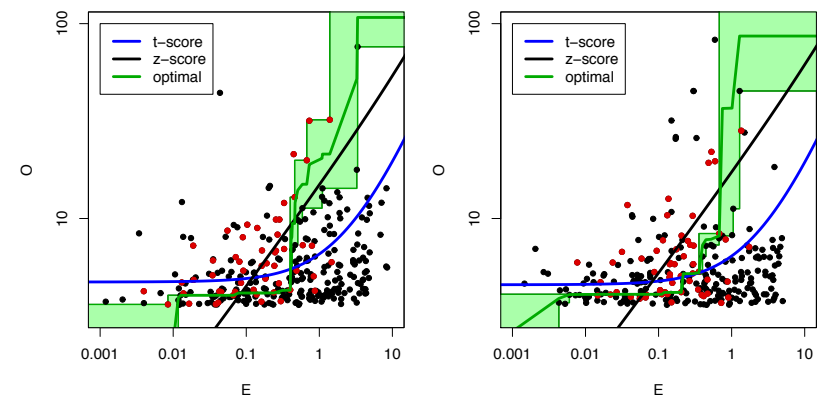 100
10
O
t-score
z-score
optimal
0.001 0.01 0.1 1 10
E
100
10
O
t-score
z-score
optimal
0.001 0.01 0.1 1 10
E